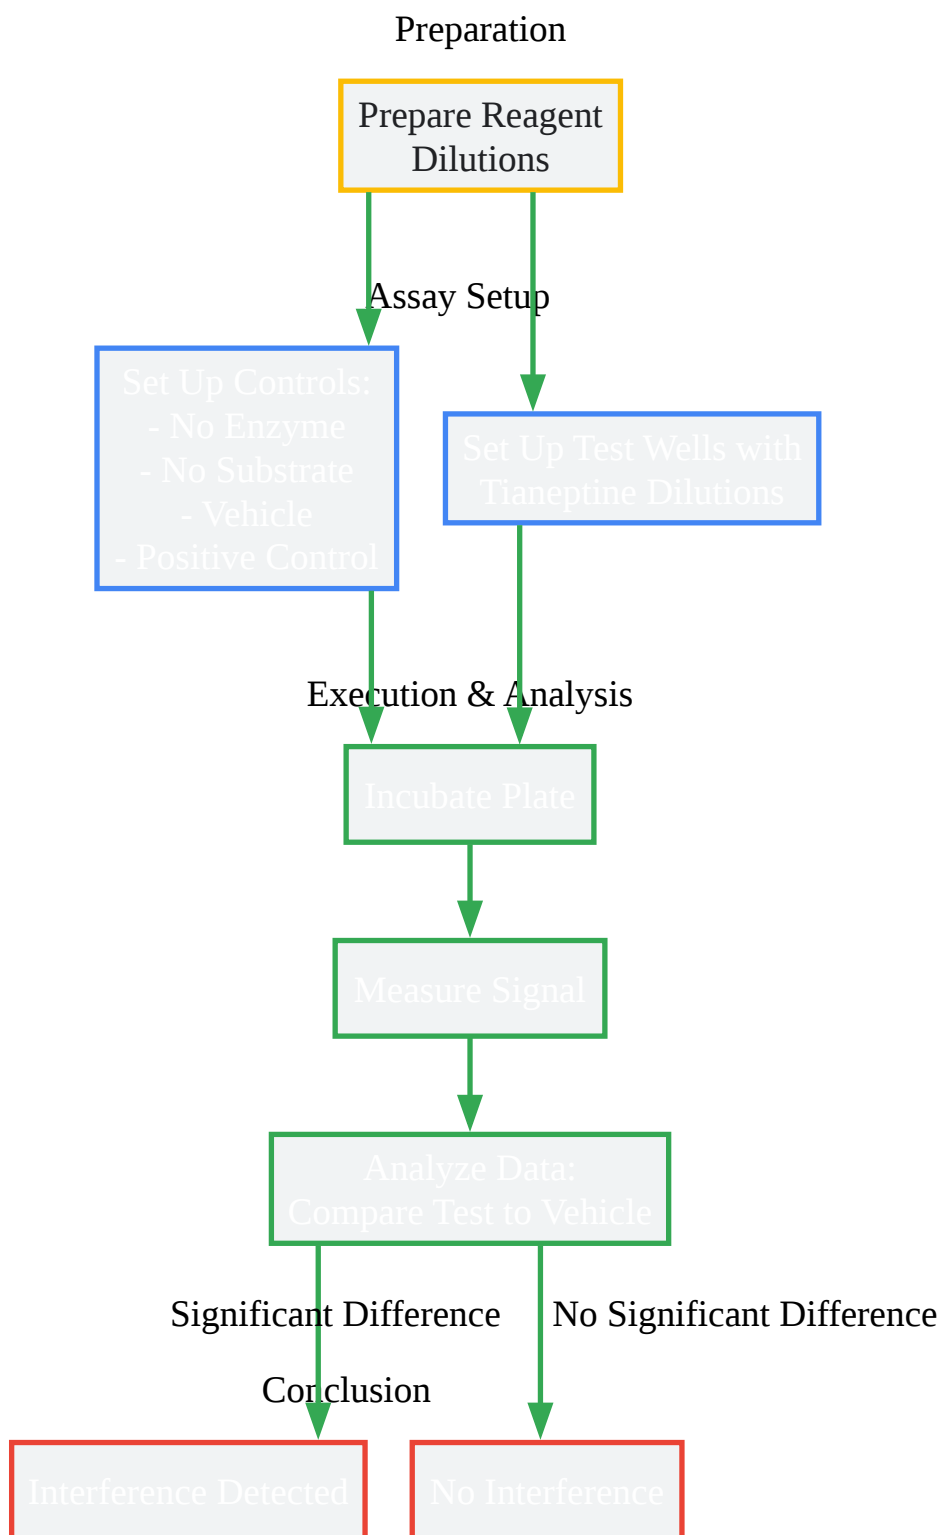 Preparation
Prepare Reagent
Dilutions
Assay Setup
Set Up Controls:
- No Enzyme
- No Substrate
- Vehicle
- Positive Control
Set Up Test Wells with
Tianeptine Dilutions
Execution & Analysis
Incubate Plate
Measure Signal
Analyze Data:
Compare Test to Vehicle
Significant Difference
No Significant Difference
Conclusion
Interference Detected
No Interference